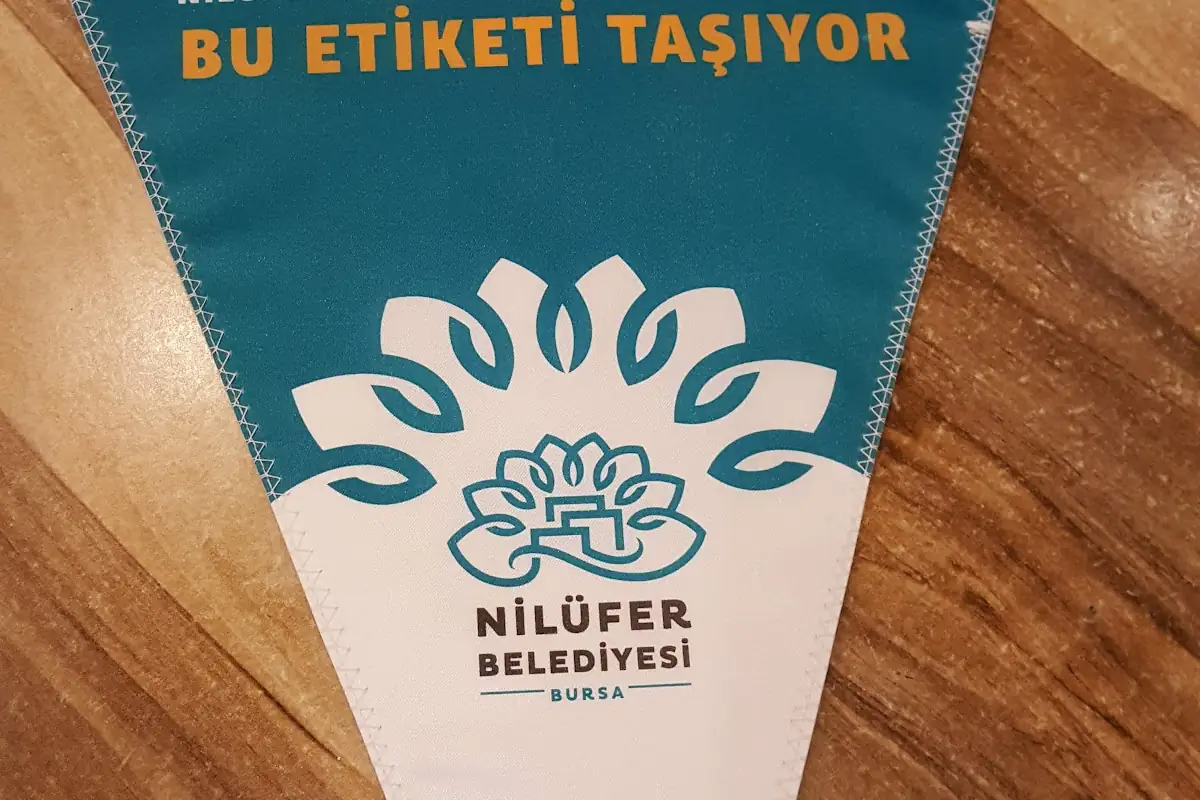 BU ETİKETİ TAŞIYOR
NİLÜFER
BELEDİYESİ
BURSA